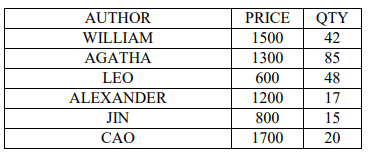 AUTHOR PRICE QTY
WILLIAM 1500 42
AGATHA 1300 85
LEO 600 48
ALEXANDER 1200 17
JIN 800 15
CAO 1700 20